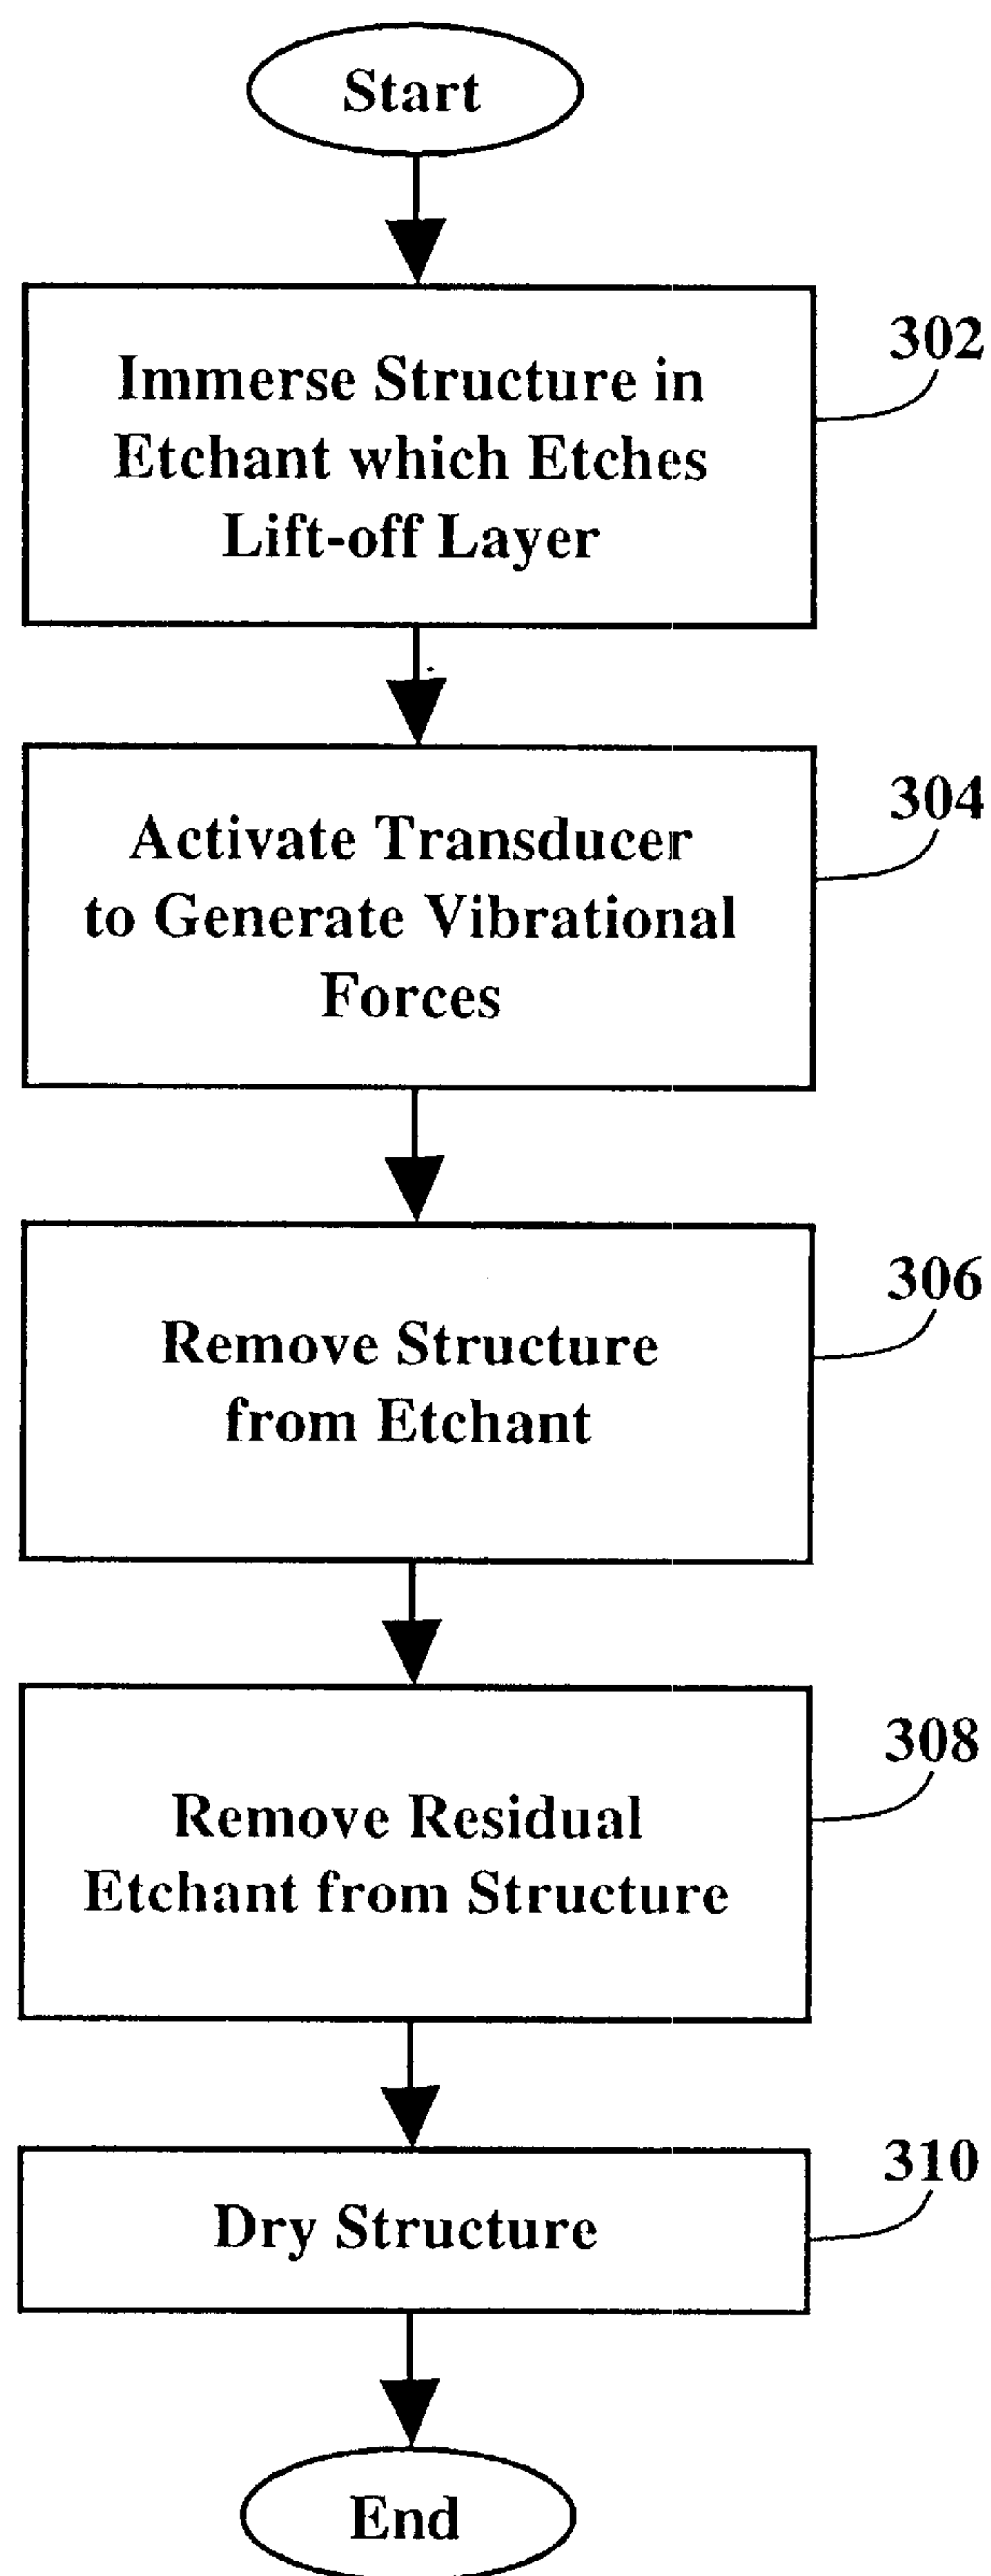 Start
302
Immerse Structure in
Etchant which Etches
Lift-off Layer
304
Activate Transducer
to Generate Vibrational
Forces
306
Remove Structure
from Etchant
308
Remove Residual
Etchant from Structure
310
Dry Structure
End